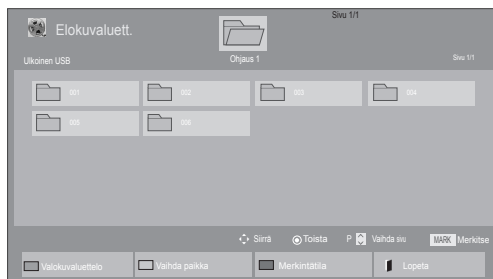 Sivu 1/1
Elokuvaluett.
Ohjaus 1
Ulkoinen USB
Sivu 1/1
001 002 003 004
005 006
Siirrä Toista P Vaihda sivu MARK Merkitse
Valokuvaluettelo Vaihda paikka Merkintätila Lopeta